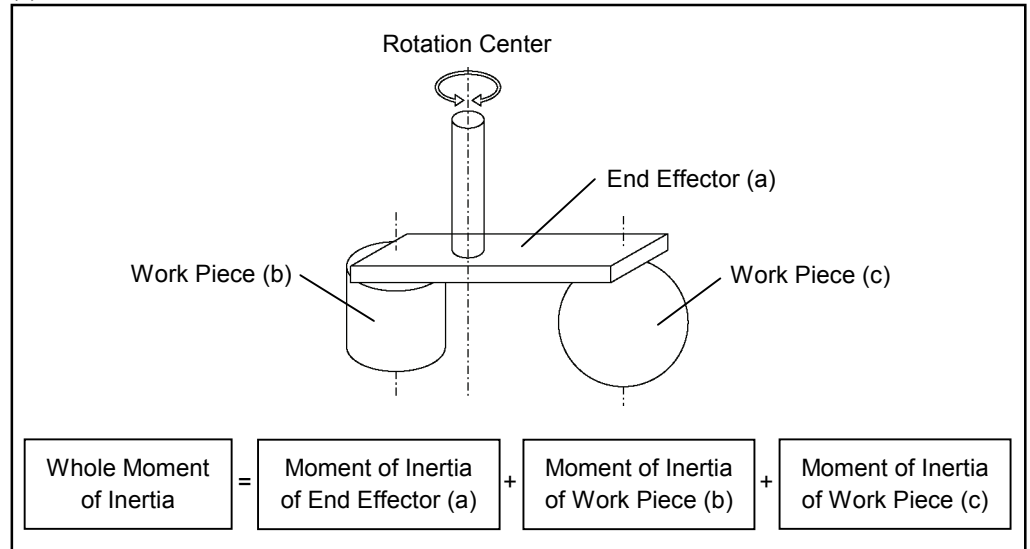 Rotation Center
End Effector (a)
Work Piece (b)
Work Piece (c)
Whole Moment
of Inertia
=
Moment of Inertia
of End Effector (a)
+
Moment of Inertia
of Work Piece (b)
+
Moment of Inertia
of Work Piece (c)